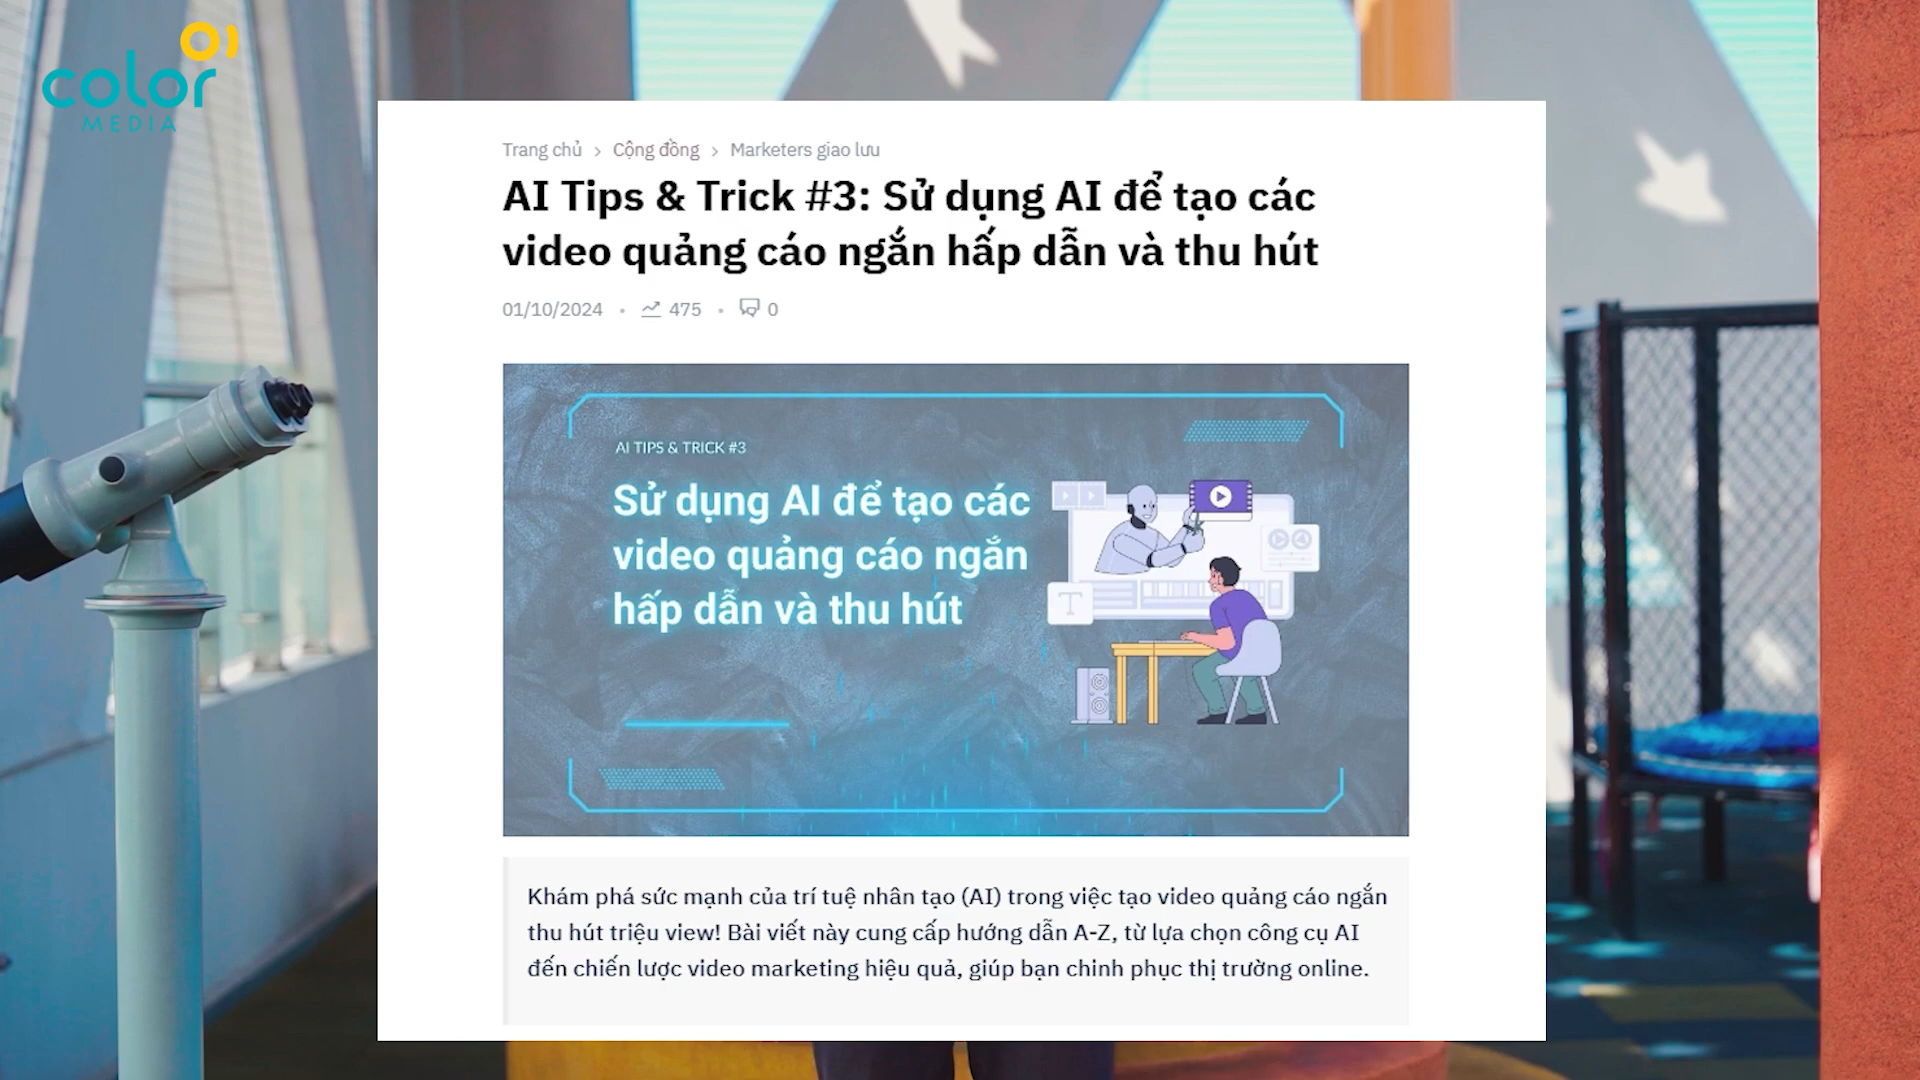 color
MEDIA
Trang chủ > Cộng đồng > Marketers giao lưu
AI Tips & Trick #3: Sử dụng AI để tạo các
video quảng cáo ngắn hấp dẫn và thu hút
01/10/2024 • 475 • 0
AI TIPS & TRICK #3
Sử dụng AI để tạo các
video quảng cáo ngắn
hấp dẫn và thu hút
T
Khám phá sức mạnh của trí tuệ nhân tạo (AI) trong việc tạo video quảng cáo ngắn
thu hút triệu view! Bài viết này cung cấp hướng dẫn A-Z, từ lựa chọn công cụ AI
đến chiến lược video marketing hiệu quả, giúp bạn chinh phục thị trường online.